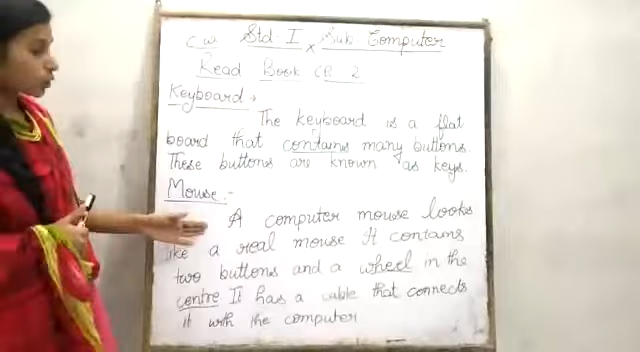 C.W. Std I x Sub. Computer
Read Book Ch 2
Keyboard →
The keyboard is a flat
board that contains many buttons.
These buttons are known as keys.
Mouse :-
A computer mouse looks
like a real mouse It contains
two buttons and a wheel in the
centre It has a cable that connects
it with the computer